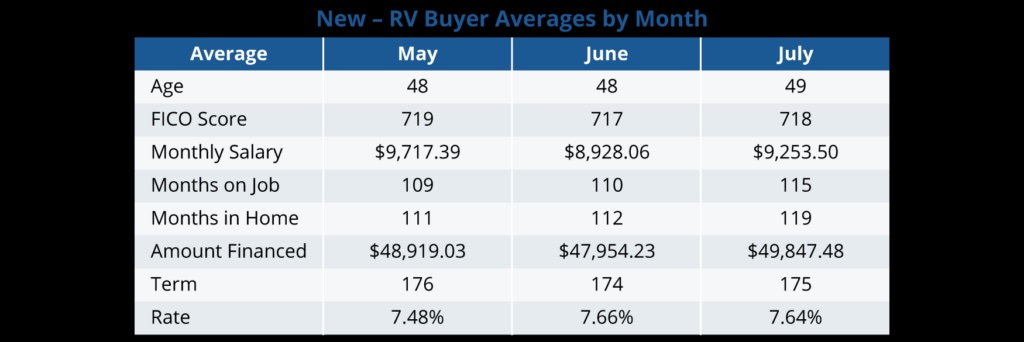 New – RV Buyer Averages by Month
Average May June July
Age 48 48 49
FICO Score 719 717 718
Monthly Salary $9,717.39 $8,928.06 $9,253.50
Months on Job 109 110 115
Months in Home 111 112 119
Amount Financed $48,919.03 $47,954.23 $49,847.48
Term 176 174 175
Rate 7.48% 7.66% 7.64%